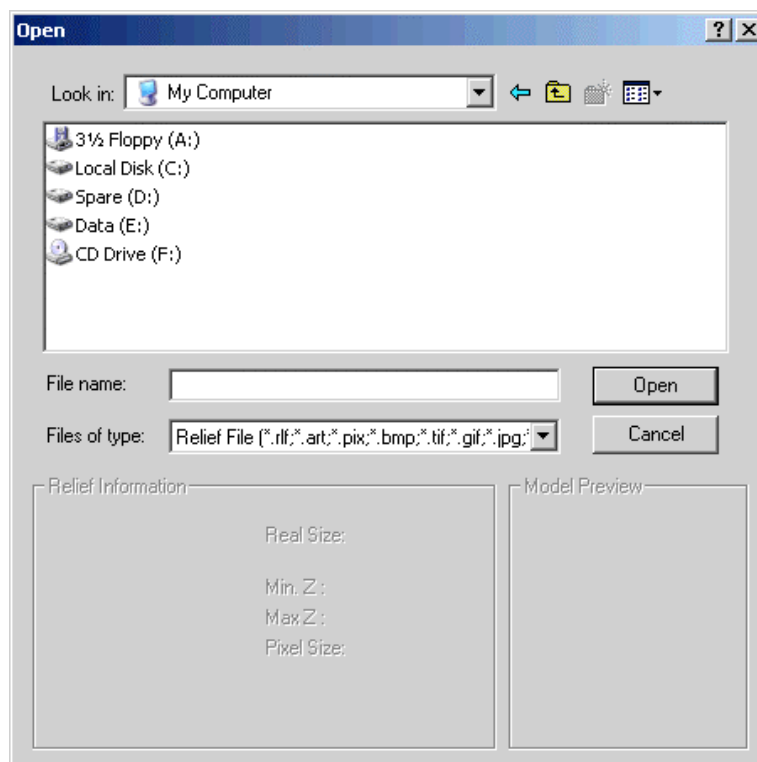 Open
Look in: My Computer
3½ Floppy (A:)
Local Disk (C:)
Spare (D:)
Data (E:)
CD Drive (F:)
File name:
Open
Files of type: Relief File (*.rlf;*.art;*.pix;*.bmp;*.tif;*.gif;*.jpg;*
Cancel
Relief Information
Model Preview
Real Size:
Min. Z :
Max Z :
Pixel Size: